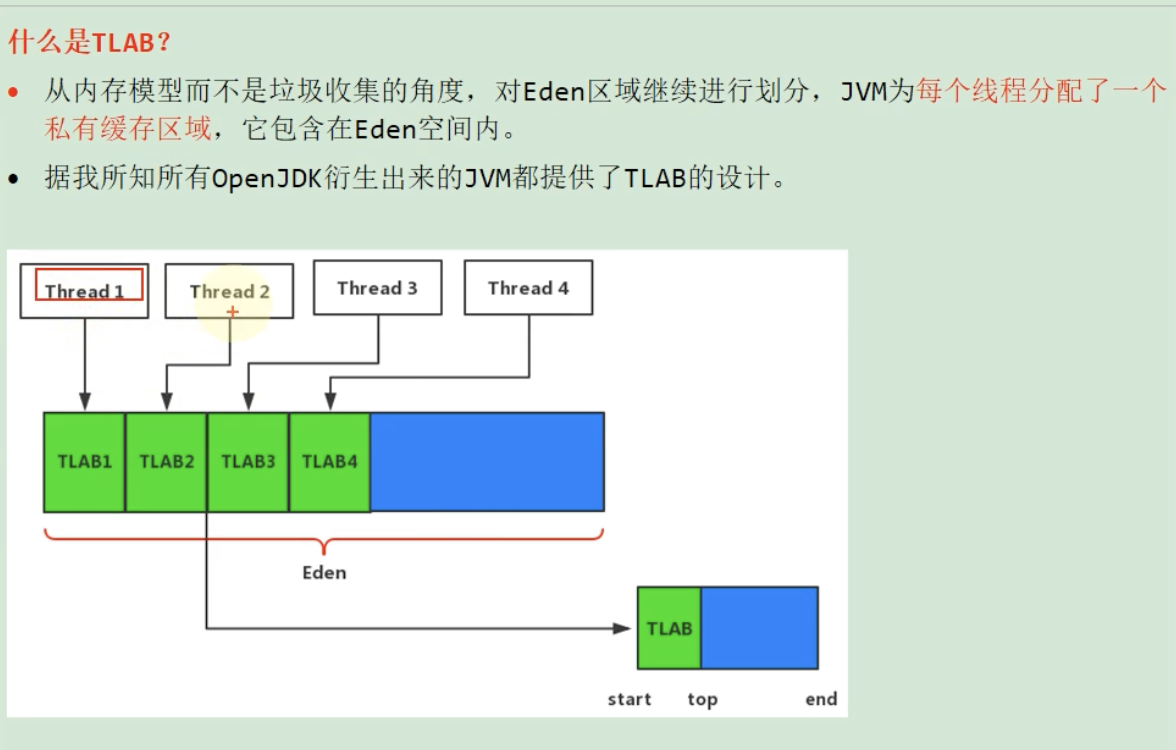 什么是TLAB？
• 从内存模型而不是垃圾收集的角度，对Eden区域继续进行划分，JVM为每个线程分配了一个
私有缓存区域，它包含在Eden空间内。
• 据我所知所有OpenJDK衍生出来的JVM都提供了TLAB的设计。
Thread 1 Thread 2 Thread 3 Thread 4
TLAB1 TLAB2 TLAB3 TLAB4
Eden
TLAB
start top end